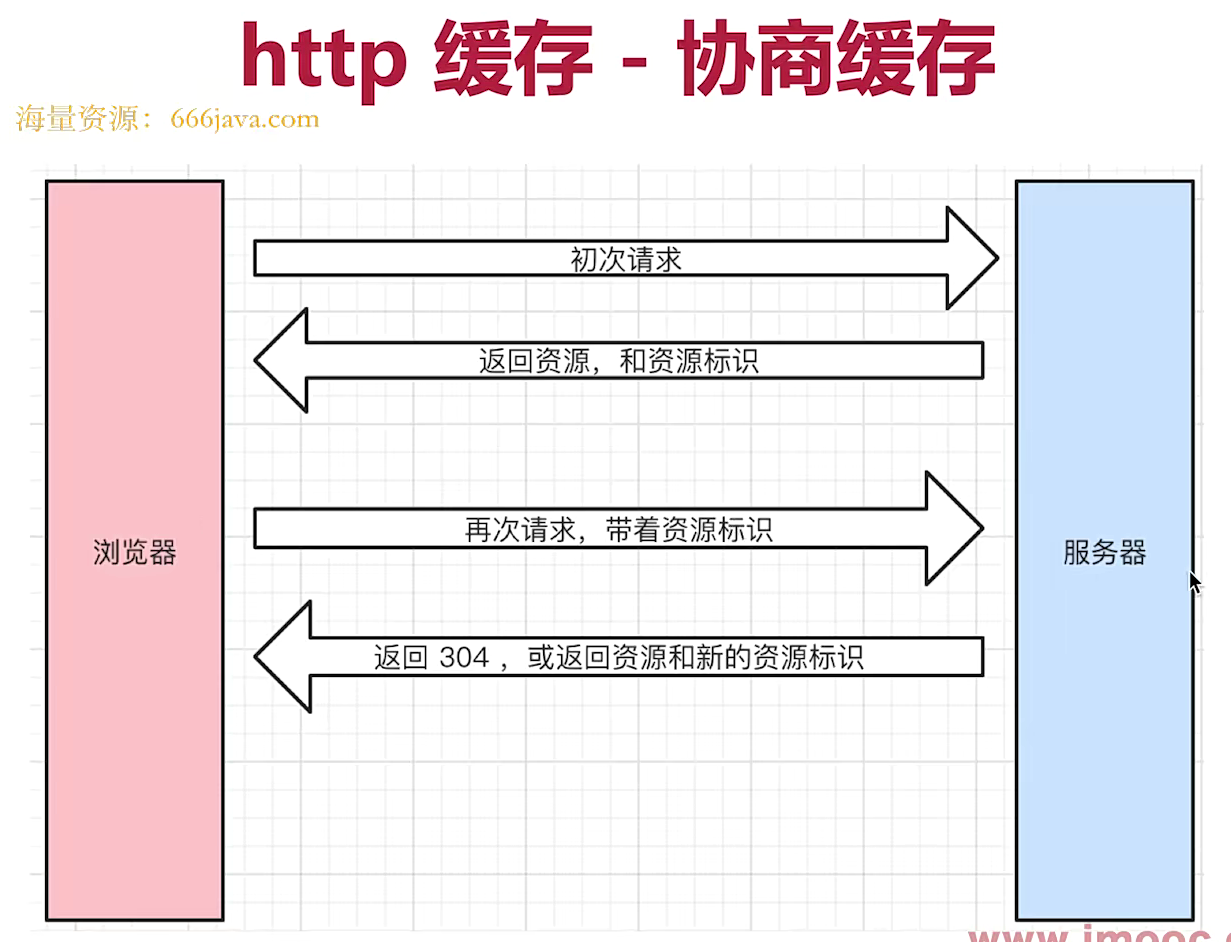 http 缓存 - 协商缓存
海量资源：666java.com
初次请求
返回资源，和资源标识
再次请求，带着资源标识
浏览器
服务器
返回 304 ，或返回资源和新的资源标识
www.imooc.c